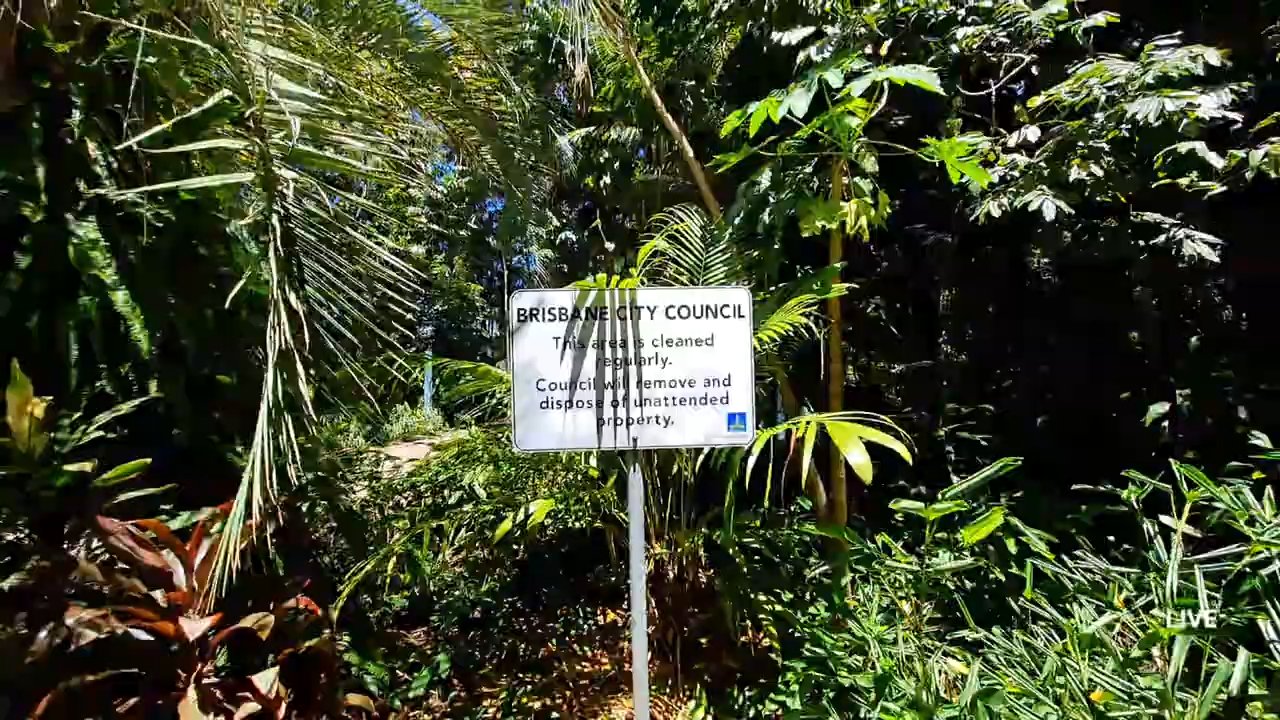 BRISBANE CITY COUNCIL
This area is cleaned
regularly.
Council will remove and
dispose of unattended
property.
LIVE